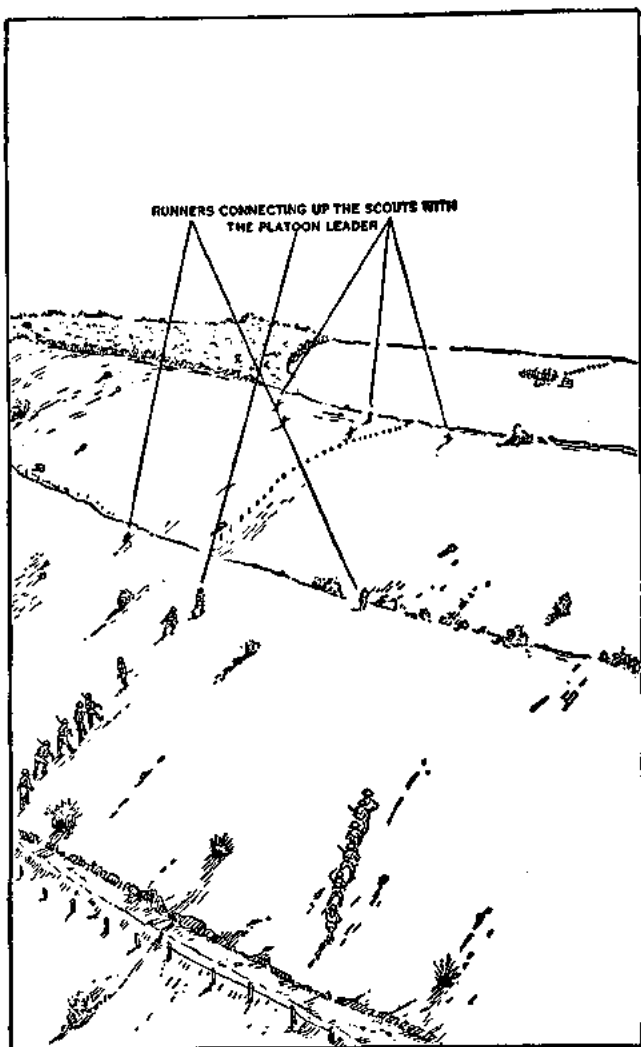 RUNNERS CONNECTING UP THE SCOUTS WITH
THE PLATOON LEADER